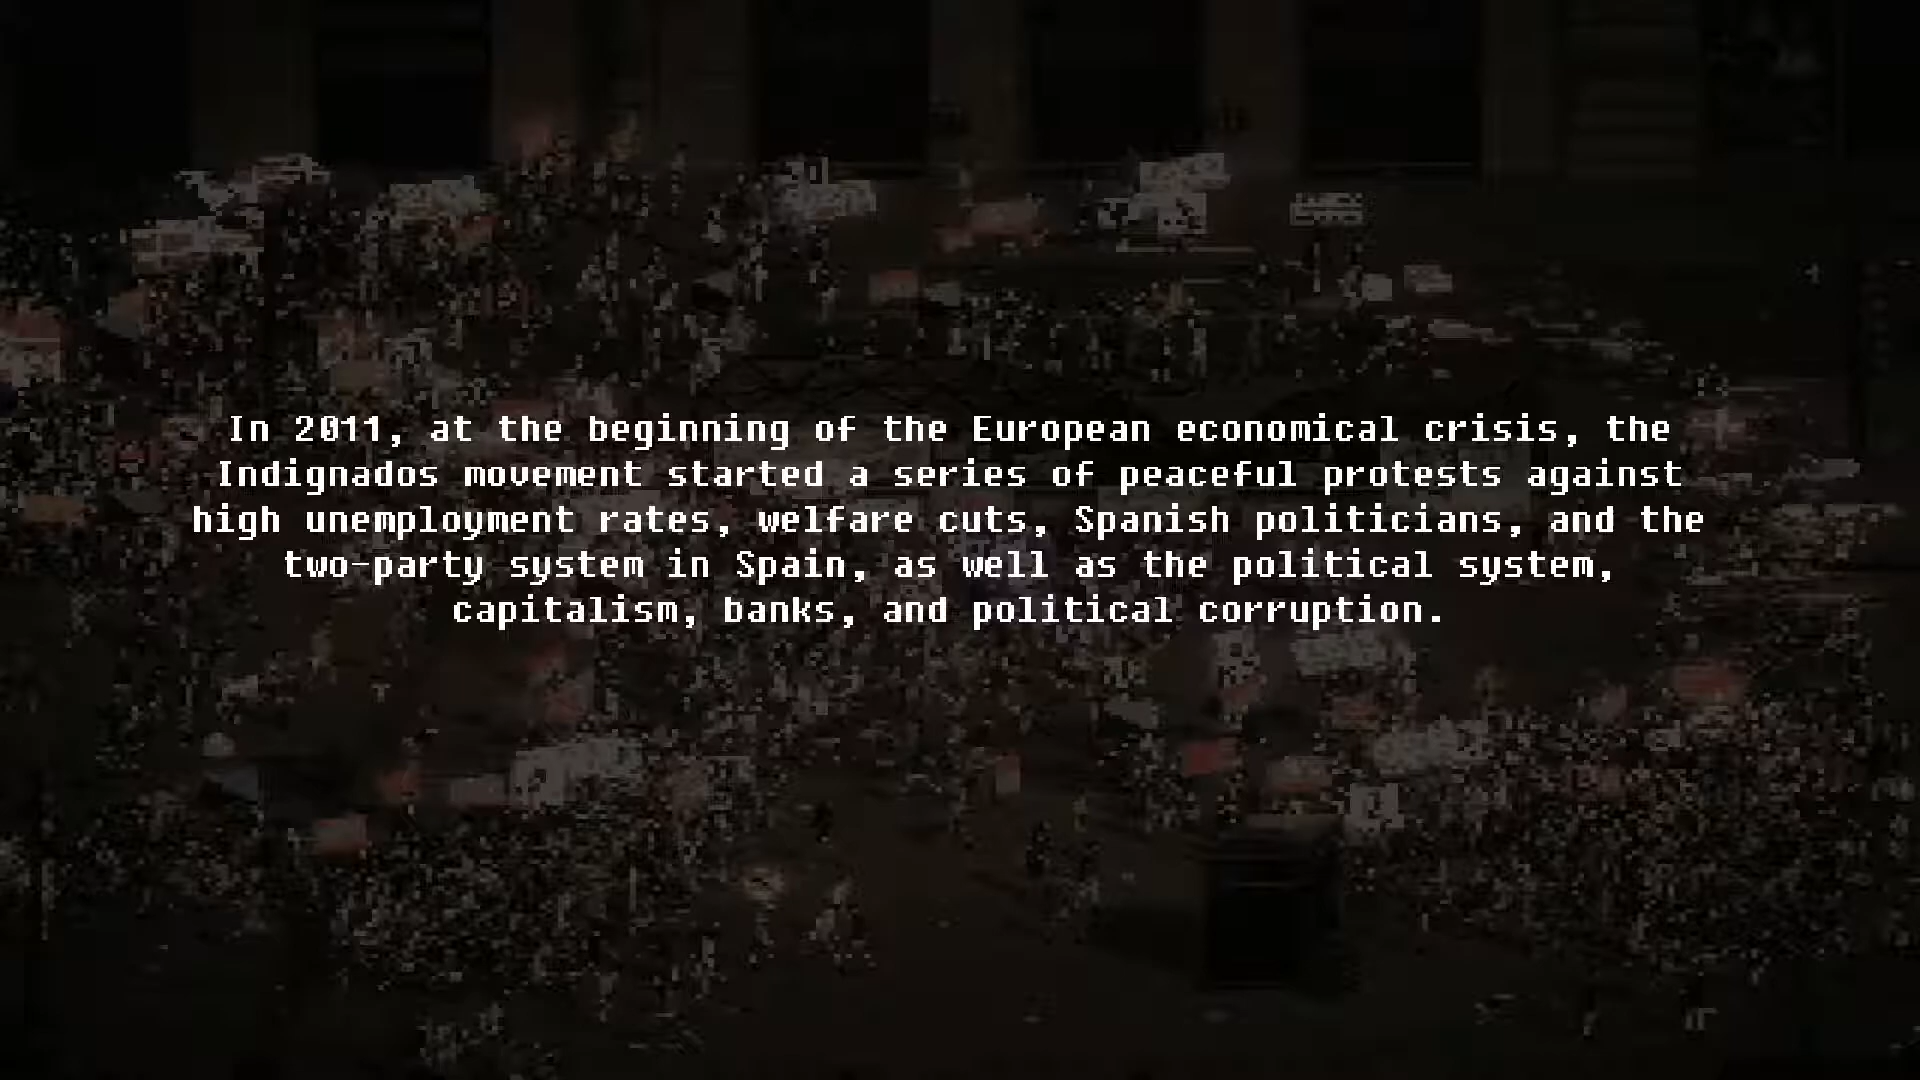 In 2011, at the beginning of the European economical crisis, the
Indignados movement started a series of peaceful protests against
high unemployment rates, welfare cuts, Spanish politicians, and the
two-party system in Spain, as well as the political system,
capitalism, banks, and political corruption.